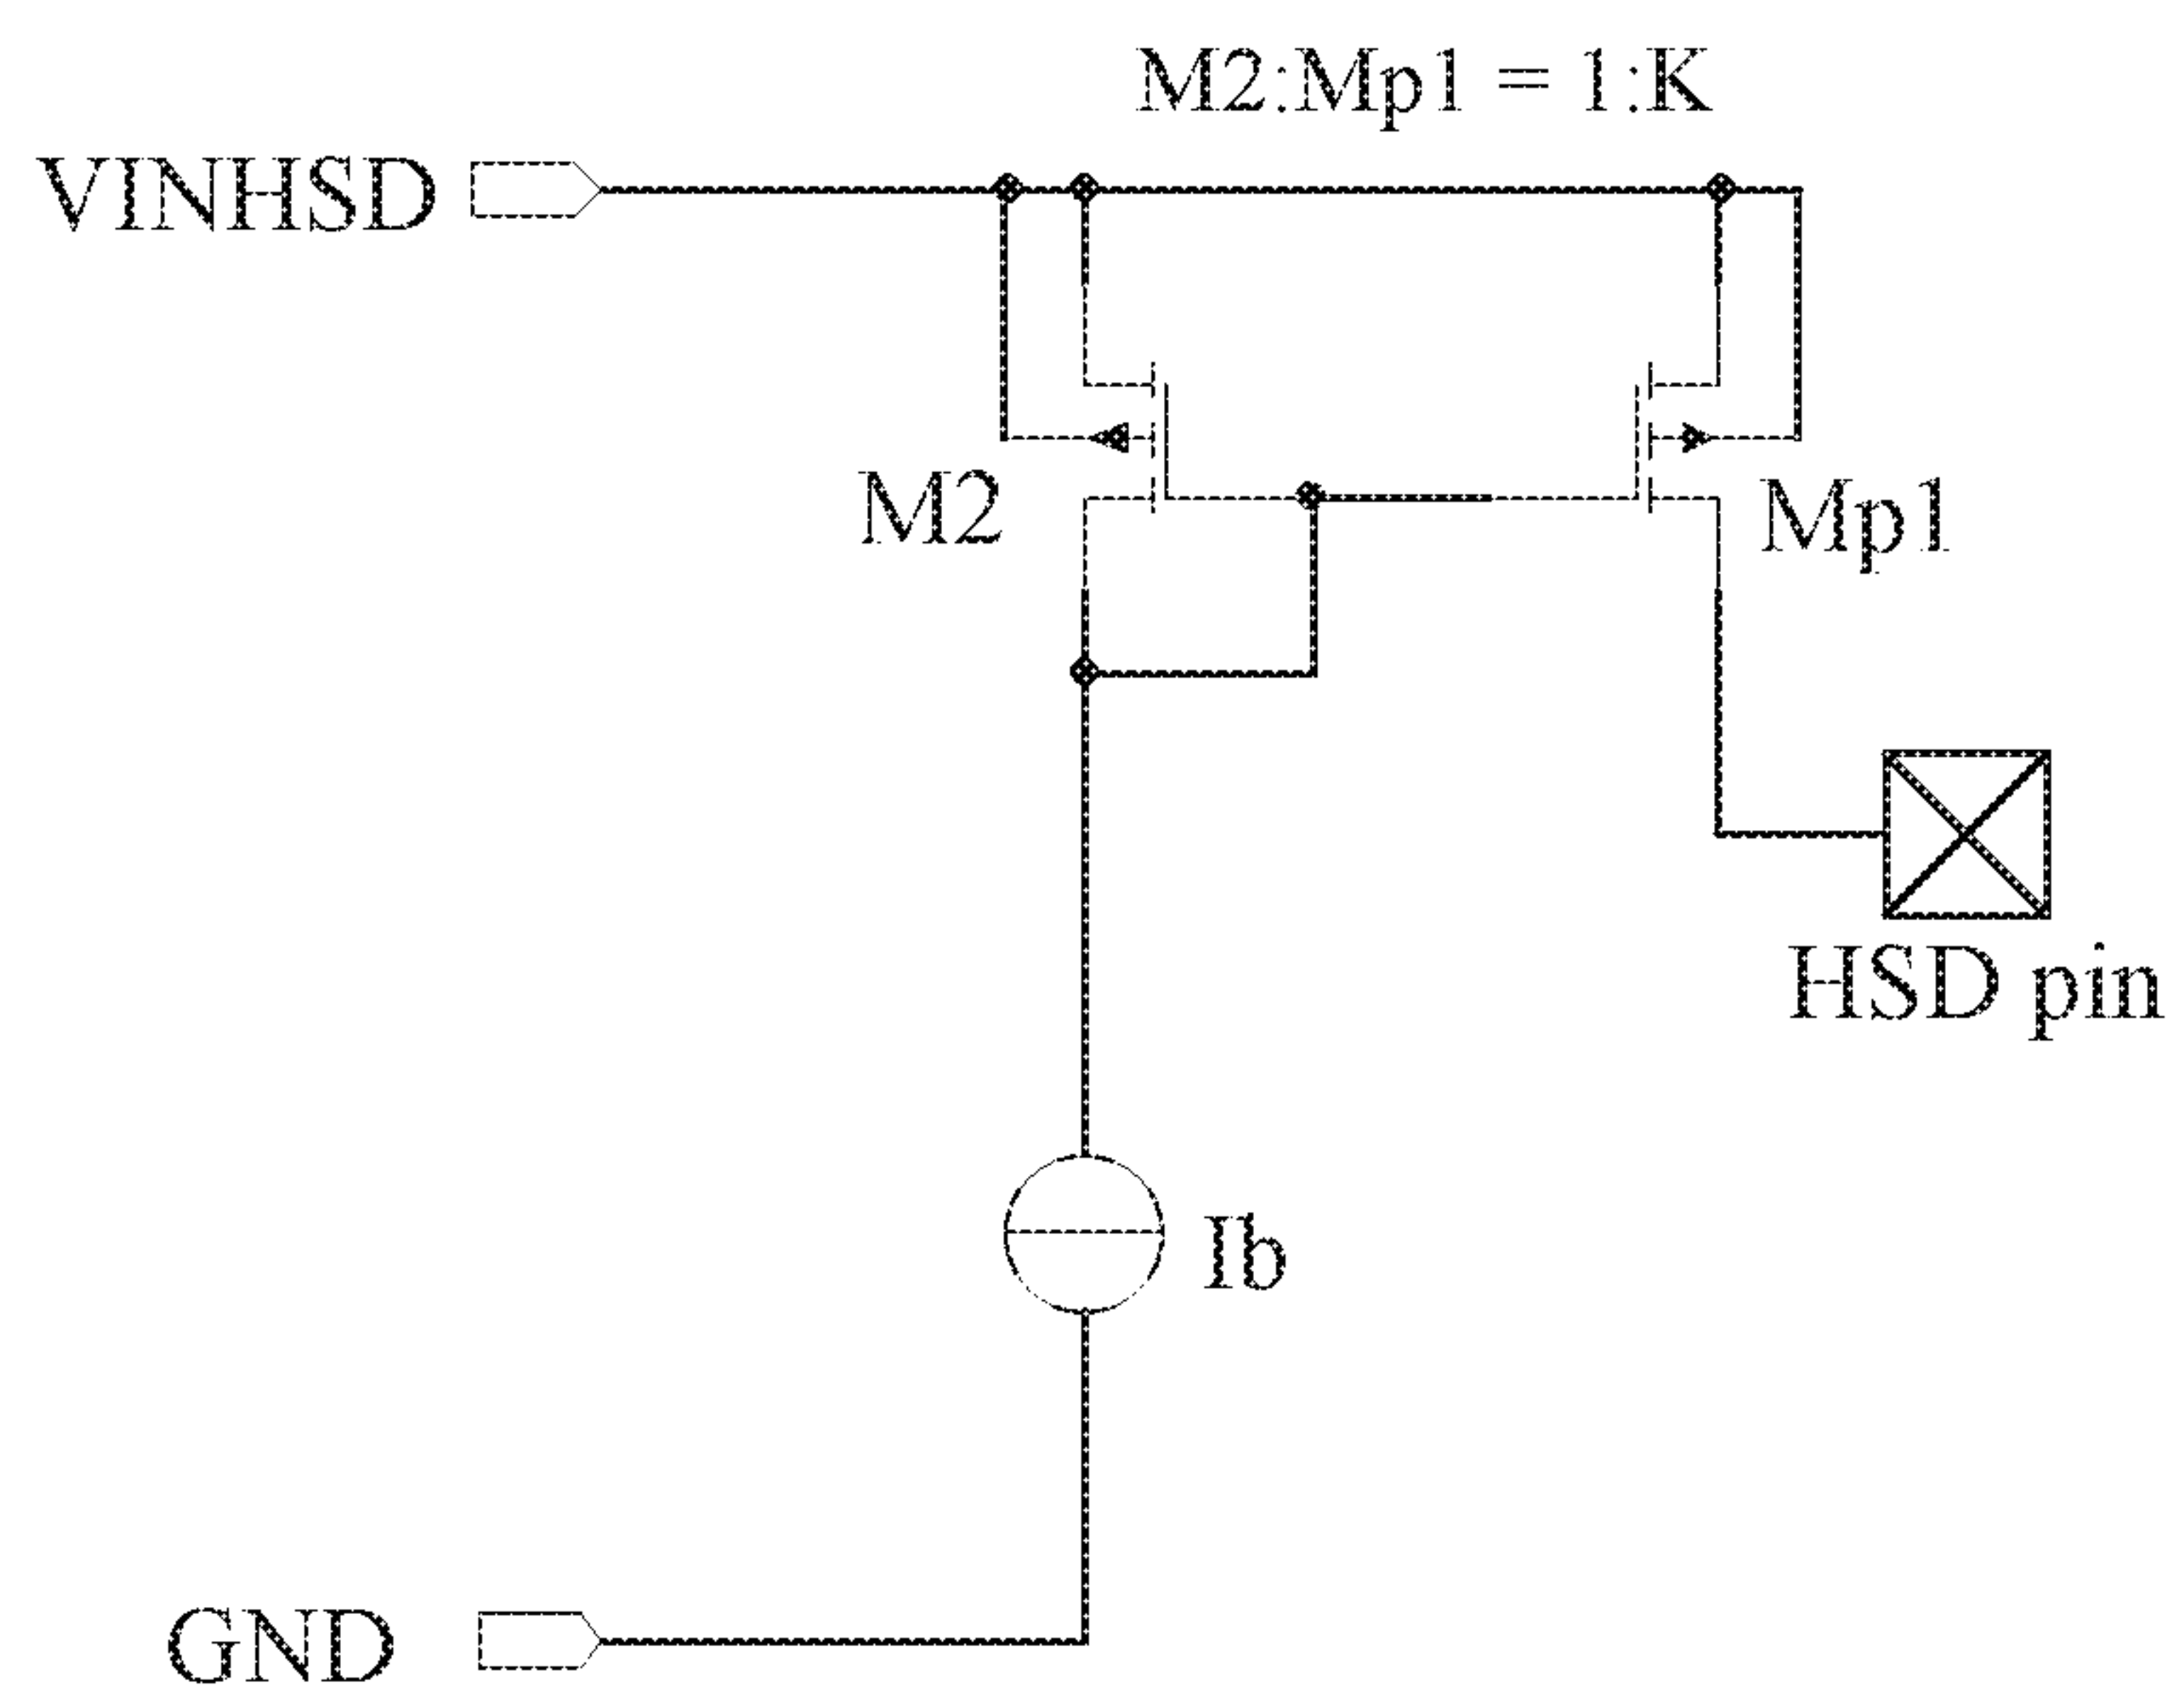 M2:Mp1 = 1:K
VINHSD
M2
Mp1
HSD pin
Ib
GND